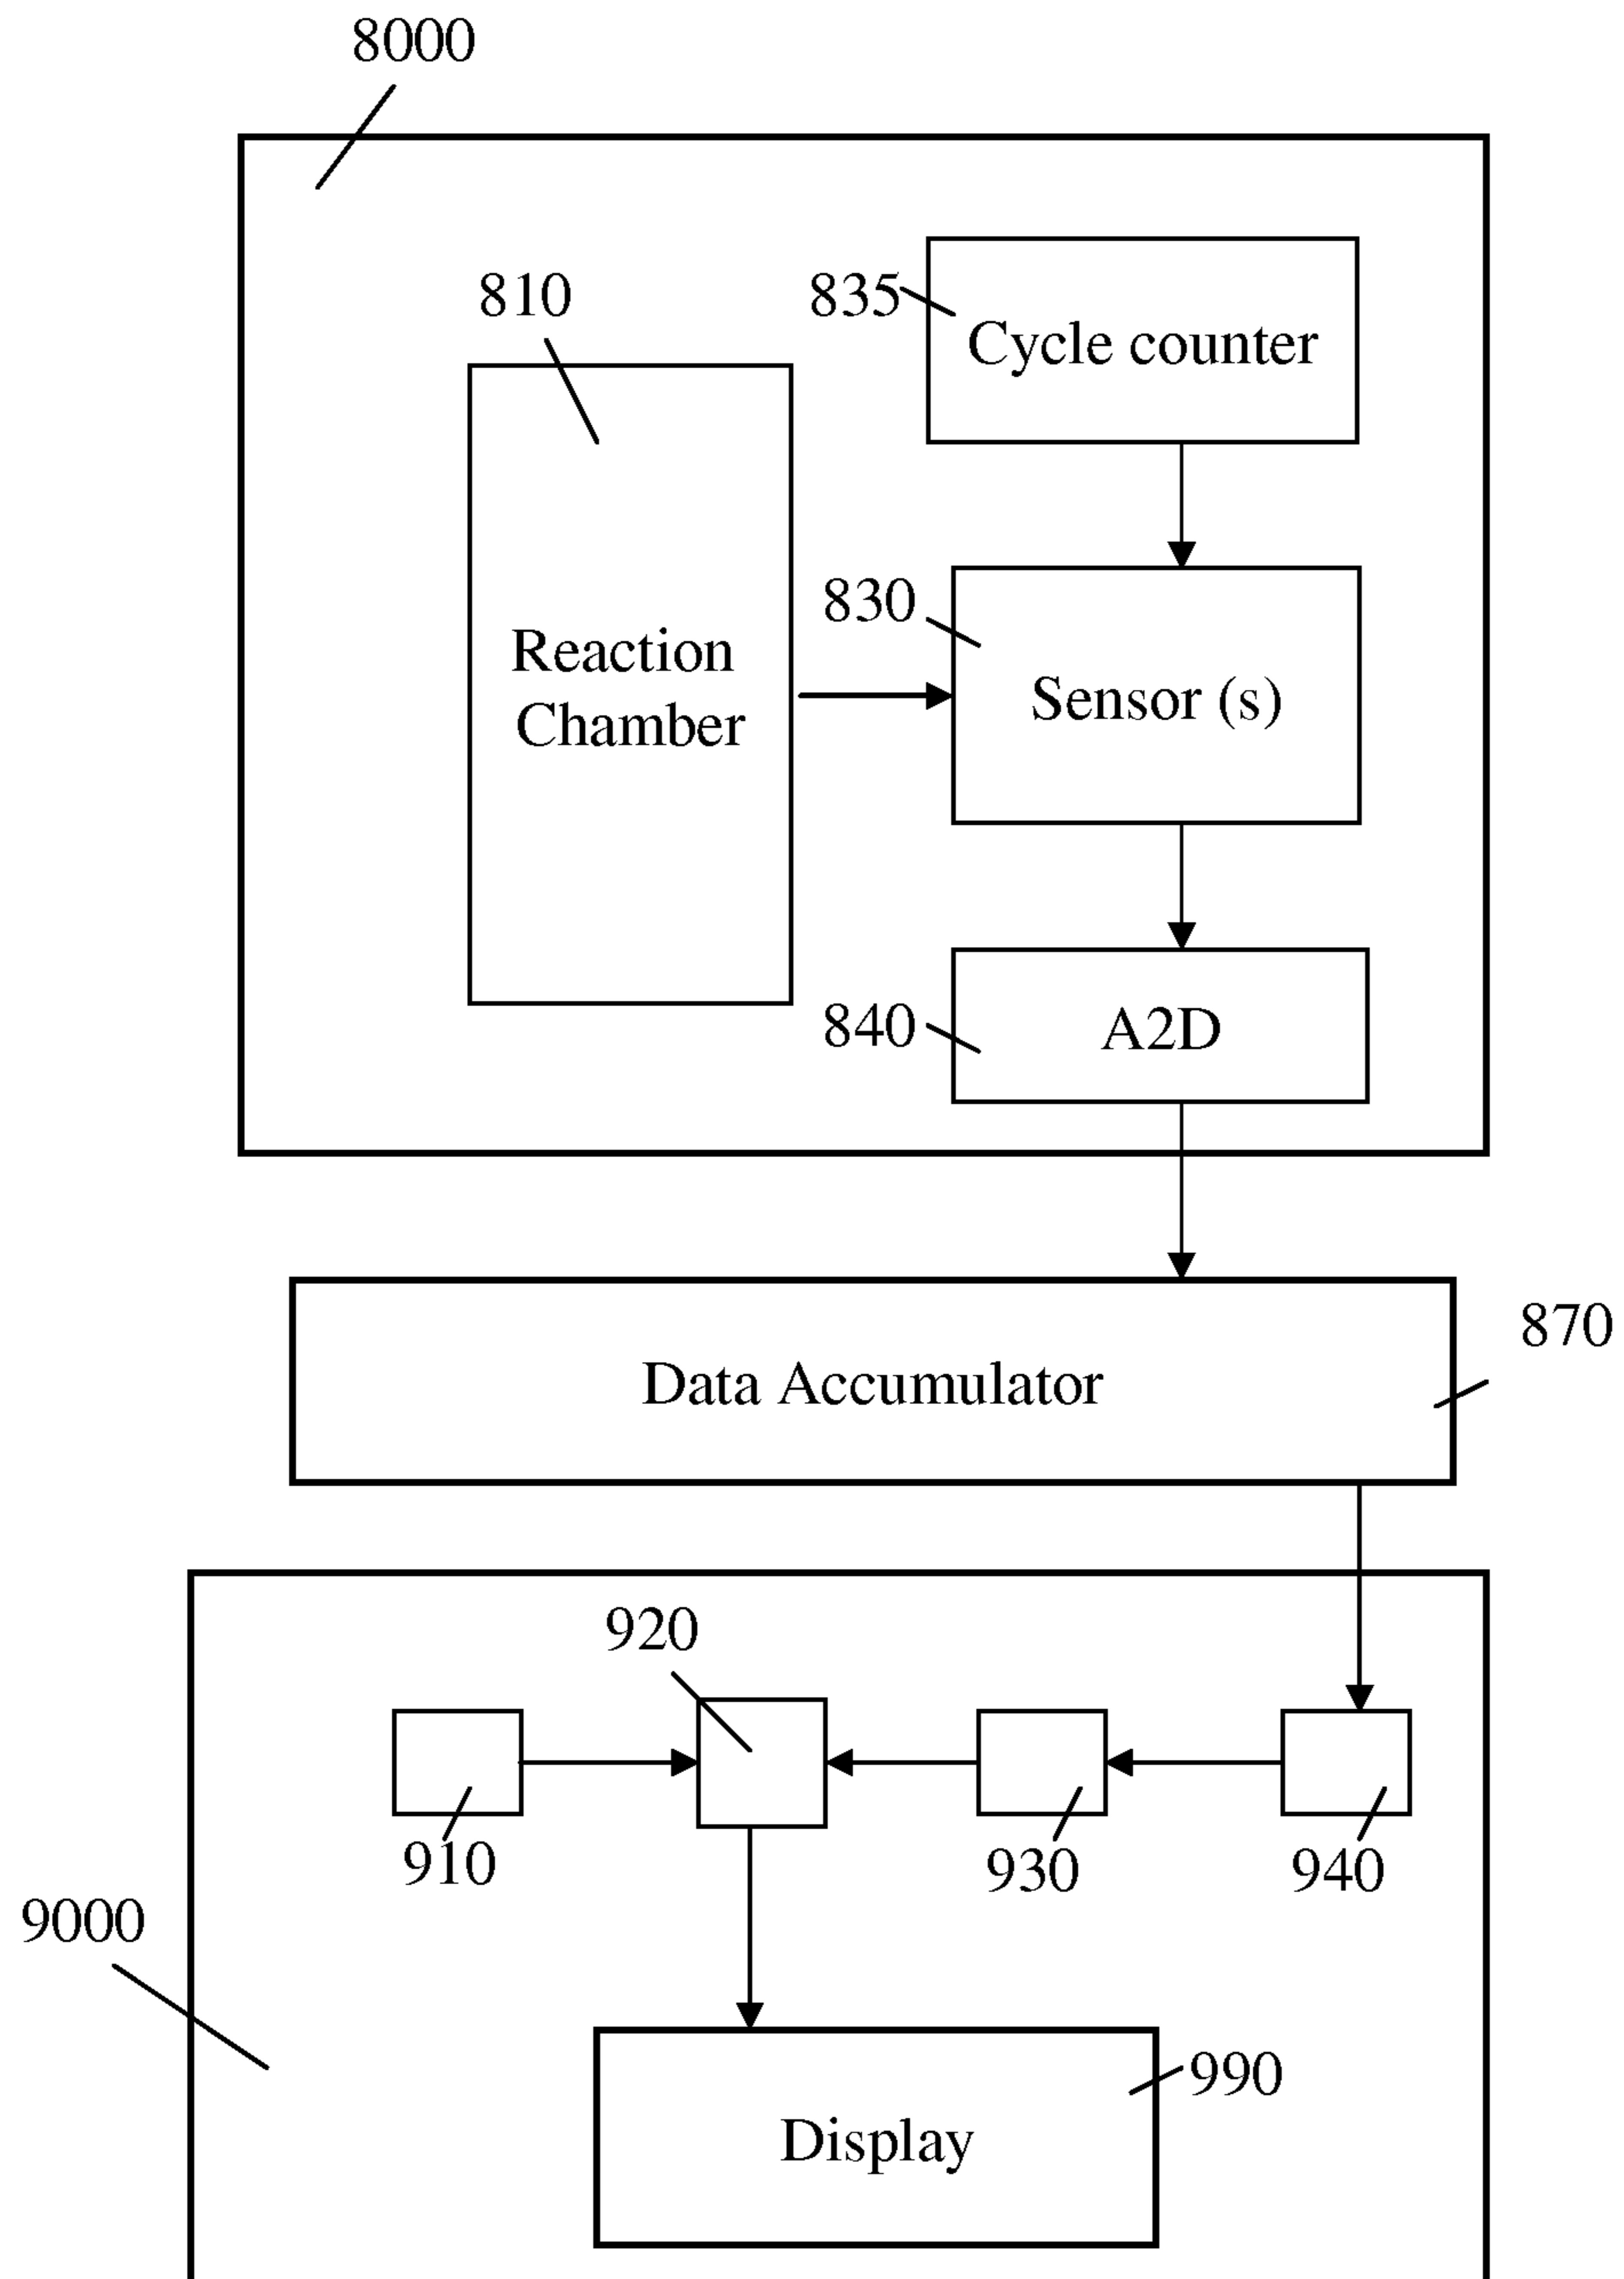 8000
810
835
Cycle counter
830
Reaction
Chamber
Sensor (s)
840
A2D
870
Data Accumulator
920
910
930
940
9000
990
Display